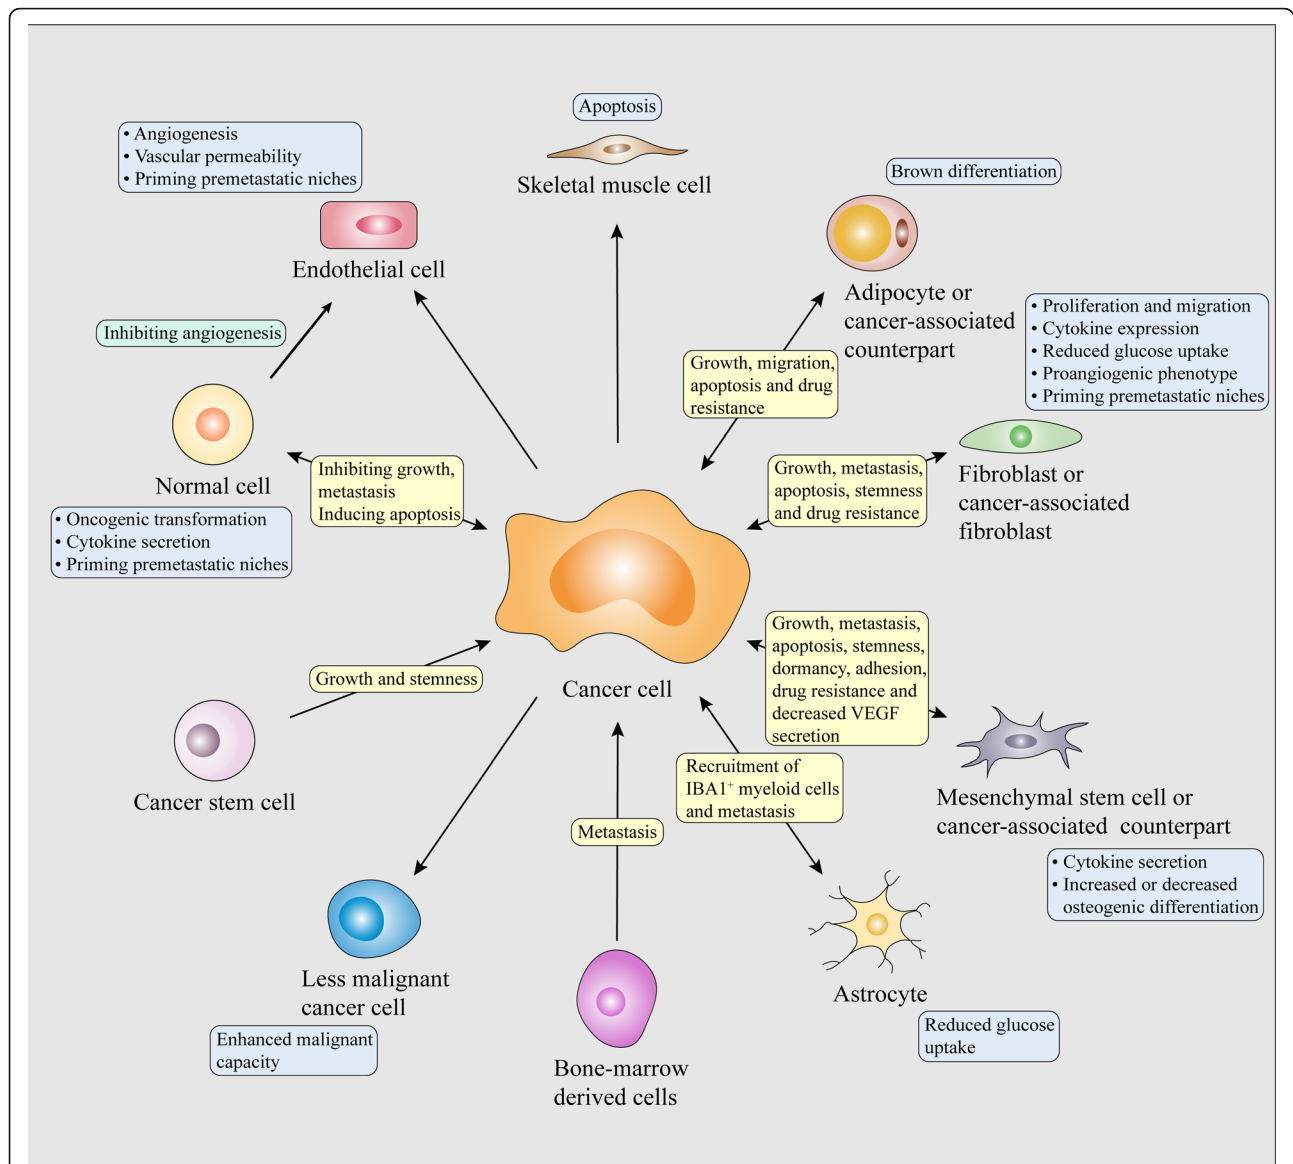 Apoptosis
Skeletal muscle cell
• Angiogenesis
• Vascular permeability
• Priming premetastatic niches
Endothelial cell
Brown differentiation
Adipocyte or
cancer-associated
counterpart
Inhibiting angiogenesis
Growth, migration,
apoptosis and drug
resistance
• Proliferation and migration
• Cytokine expression
• Reduced glucose uptake
• Proangiogenic phenotype
• Priming premetastatic niches
Normal cell
• Oncogenic transformation
• Cytokine secretion
• Priming premetastatic niches
Inhibiting growth,
metastasis
Inducing apoptosis
Growth, metastasis,
apoptosis, stemness
and drug resistance
Fibroblast or
cancer-associated
fibroblast
Cancer cell
Growth and stemness
Cancer stem cell
Growth, metastasis,
apoptosis, stemness,
dormancy, adhesion,
drug resistance and
decreased VEGF
secretion
Mesenchymal stem cell or
cancer-associated counterpart
• Cytokine secretion
• Increased or decreased
osteogenic differentiation
Recruitment of
IBA1⁺ myeloid cells
and metastasis
Metastasis
Less malignant
cancer cell
Enhanced malignant
capacity
Bone-marrow
derived cells
Astrocyte
Reduced glucose
uptake